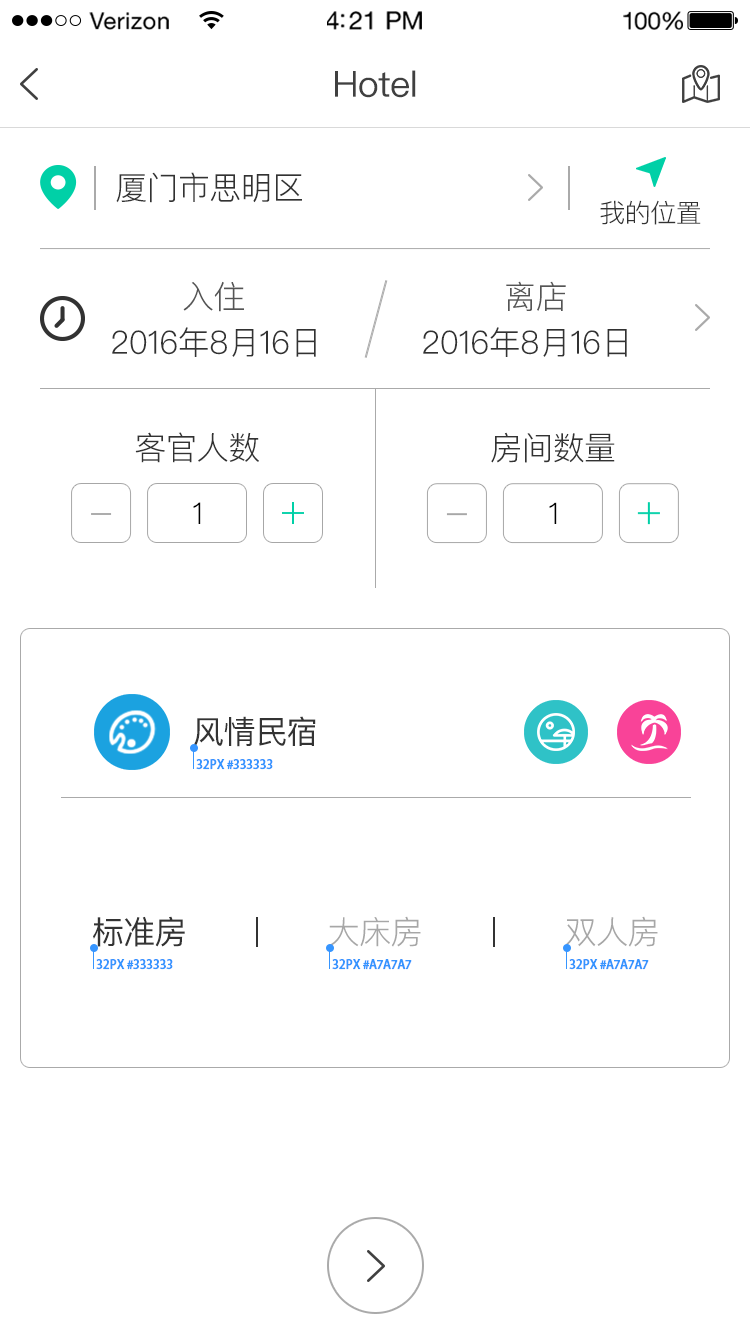 Verizon 4:21 PM 100%
Hotel
厦门市思明区
我的位置
入住 离店
2016年8月16日 2016年8月16日
客官人数 房间数量
1 1
风情民宿
32PX #333333
标准房 大床房 双人房
32PX #333333 32PX #A7A7A7 32PX #A7A7A7